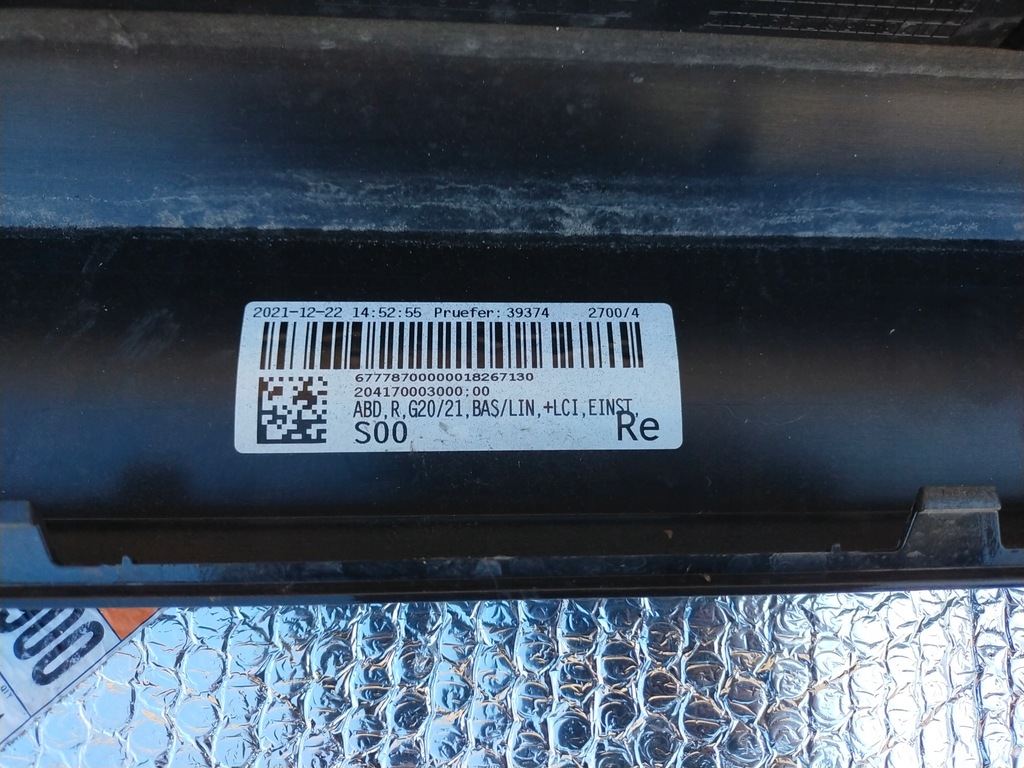 2021-12-22 14:52:55 Pruefer: 39374 2700/4
67778700000018267130
204170003000;00
ABD,R,G20/21,BAS/LIN,+LCI,EINST,
S00 Re